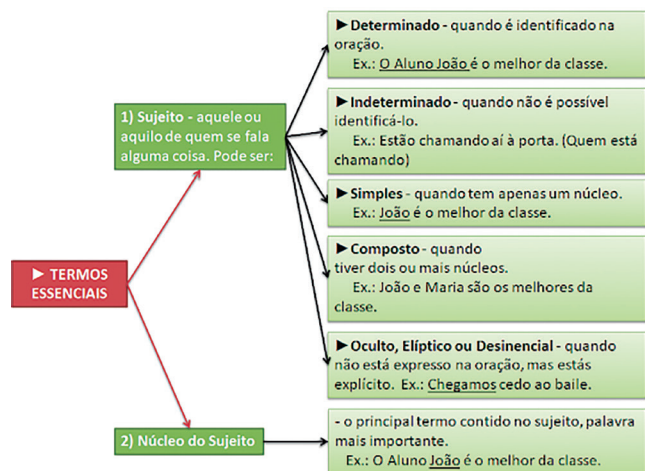 ► Determinado - quando é identificado na
oração.
Ex.: O Aluno João é o melhor da classe.
1) Sujeito - aquele ou
aquilo de quem se fala
alguma coisa. Pode ser:
► Indeterminado - quando não é possível
identificá-lo.
Ex.: Estão chamando aí à porta. (Quem está
chamando)
► Simples - quando tem apenas um núcleo.
Ex.: João é o melhor da classe.
► Composto - quando
tiver dois ou mais núcleos.
Ex.: João e Maria são os melhores da
classe.
► TERMOS
ESSENCIAIS
► Oculto, Elíptico ou Desinencial - quando
não está expresso na oração, mas estás
explícito. Ex.: Chegamos cedo ao baile.
2) Núcleo do Sujeito
- o principal termo contido no sujeito, palavra
mais importante.
Ex.: O Aluno João é o melhor da classe.